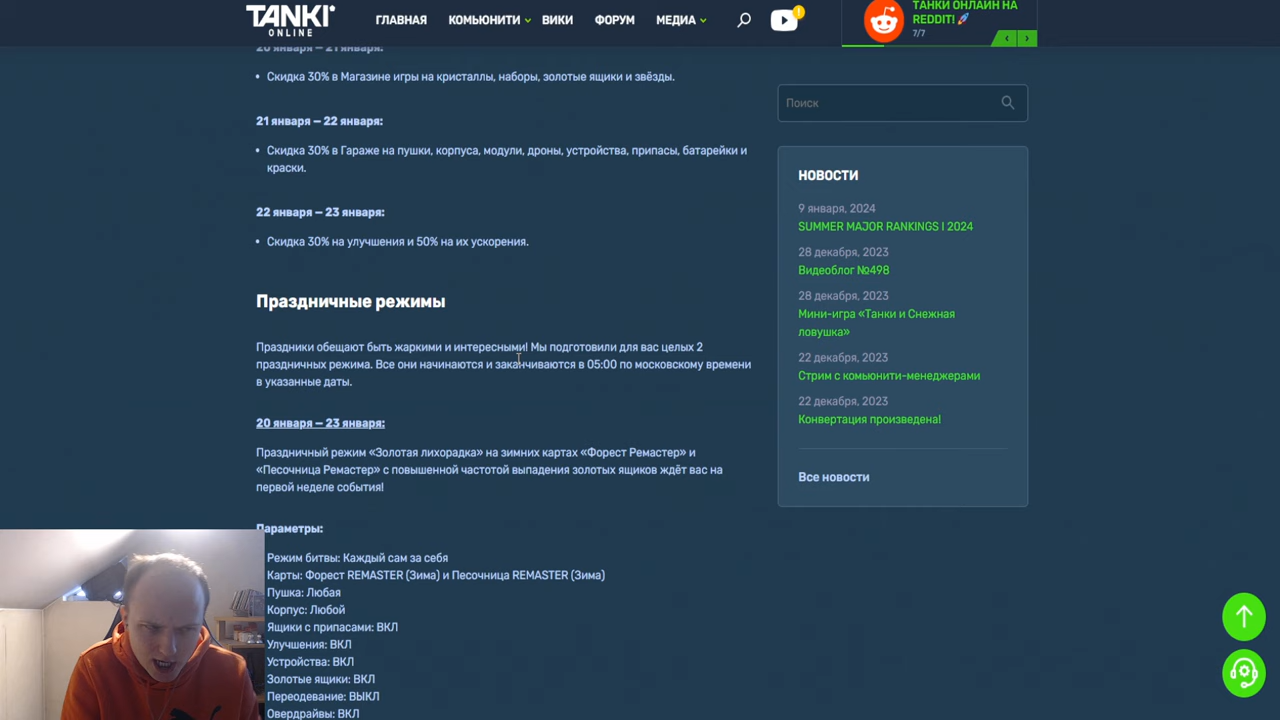 TANKI
ONLINE
ГЛАВНАЯ
КОМЬЮНИТИ
ВИКИ
ФОРУМ
МЕДИА
1
ТАНКИ ОНЛАЙН НА
REDDIT! 🚀
7/7
20 января – 21 января:
• Скидка 30% в Магазине игры на кристаллы, наборы, золотые ящики и звёзды.
21 января – 22 января:
• Скидка 30% в Гараже на пушки, корпуса, модули, дроны, устройства, припасы, батарейки и
краски.
22 января – 23 января:
• Скидка 30% на улучшения и 50% на их ускорения.
Праздничные режимы
Праздники обещают быть жаркими и интересными! Мы подготовили для вас целых 2
праздничных режима. Все они начинаются и заканчиваются в 05:00 по московскому времени
в указанные даты.
20 января – 23 января:
Праздничный режим «Золотая лихорадка» на зимних картах «Форест Ремастер» и
«Песочница Ремастер» с повышенной частотой выпадения золотых ящиков ждёт вас на
первой неделе события!
Параметры:
Режим битвы: Каждый сам за себя
Карты: Форест REMASTER (Зима) и Песочница REMASTER (Зима)
Пушка: Любая
Корпус: Любой
Ящики с припасами: ВКЛ
Улучшения: ВКЛ
Устройства: ВКЛ
Золотые ящики: ВКЛ
Переодевание: ВЫКЛ
Овердрайвы: ВКЛ
Поиск
НОВОСТИ
9 января, 2024
SUMMER MAJOR RANKINGS I 2024
28 декабря, 2023
Видеоблог №498
28 декабря, 2023
Мини-игра «Танки и Снежная
ловушка»
22 декабря, 2023
Стрим с комьюнити-менеджерами
22 декабря, 2023
Конвертация произведена!
Все новости